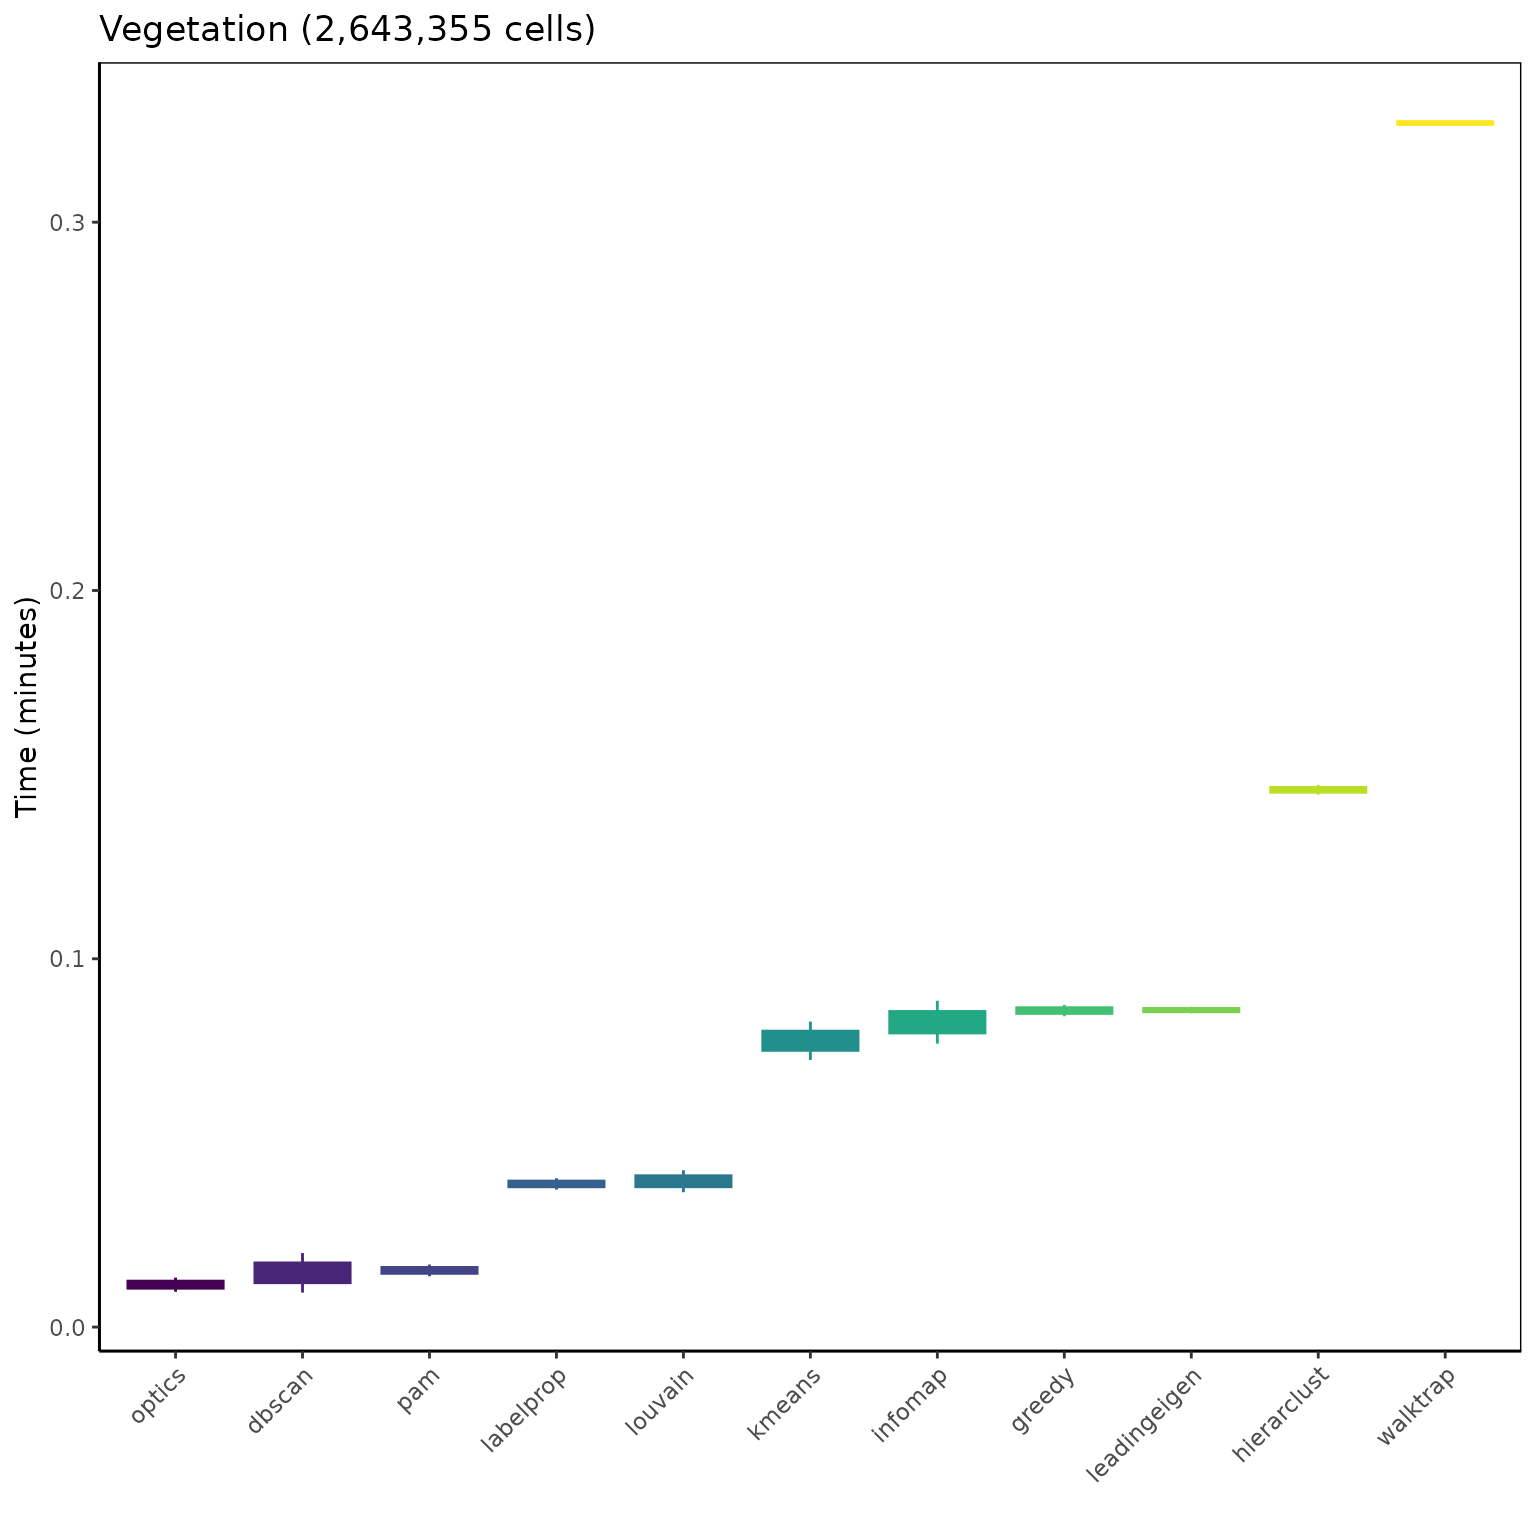 Vegetation (2,643,355 cells)
Time (minutes)
0.3
0.2
0.1
0.0
optics
dbscan
pam
labelprop
louvain
kmeans
infomap
greedy
leadingeigen
hierarclust
walktrap